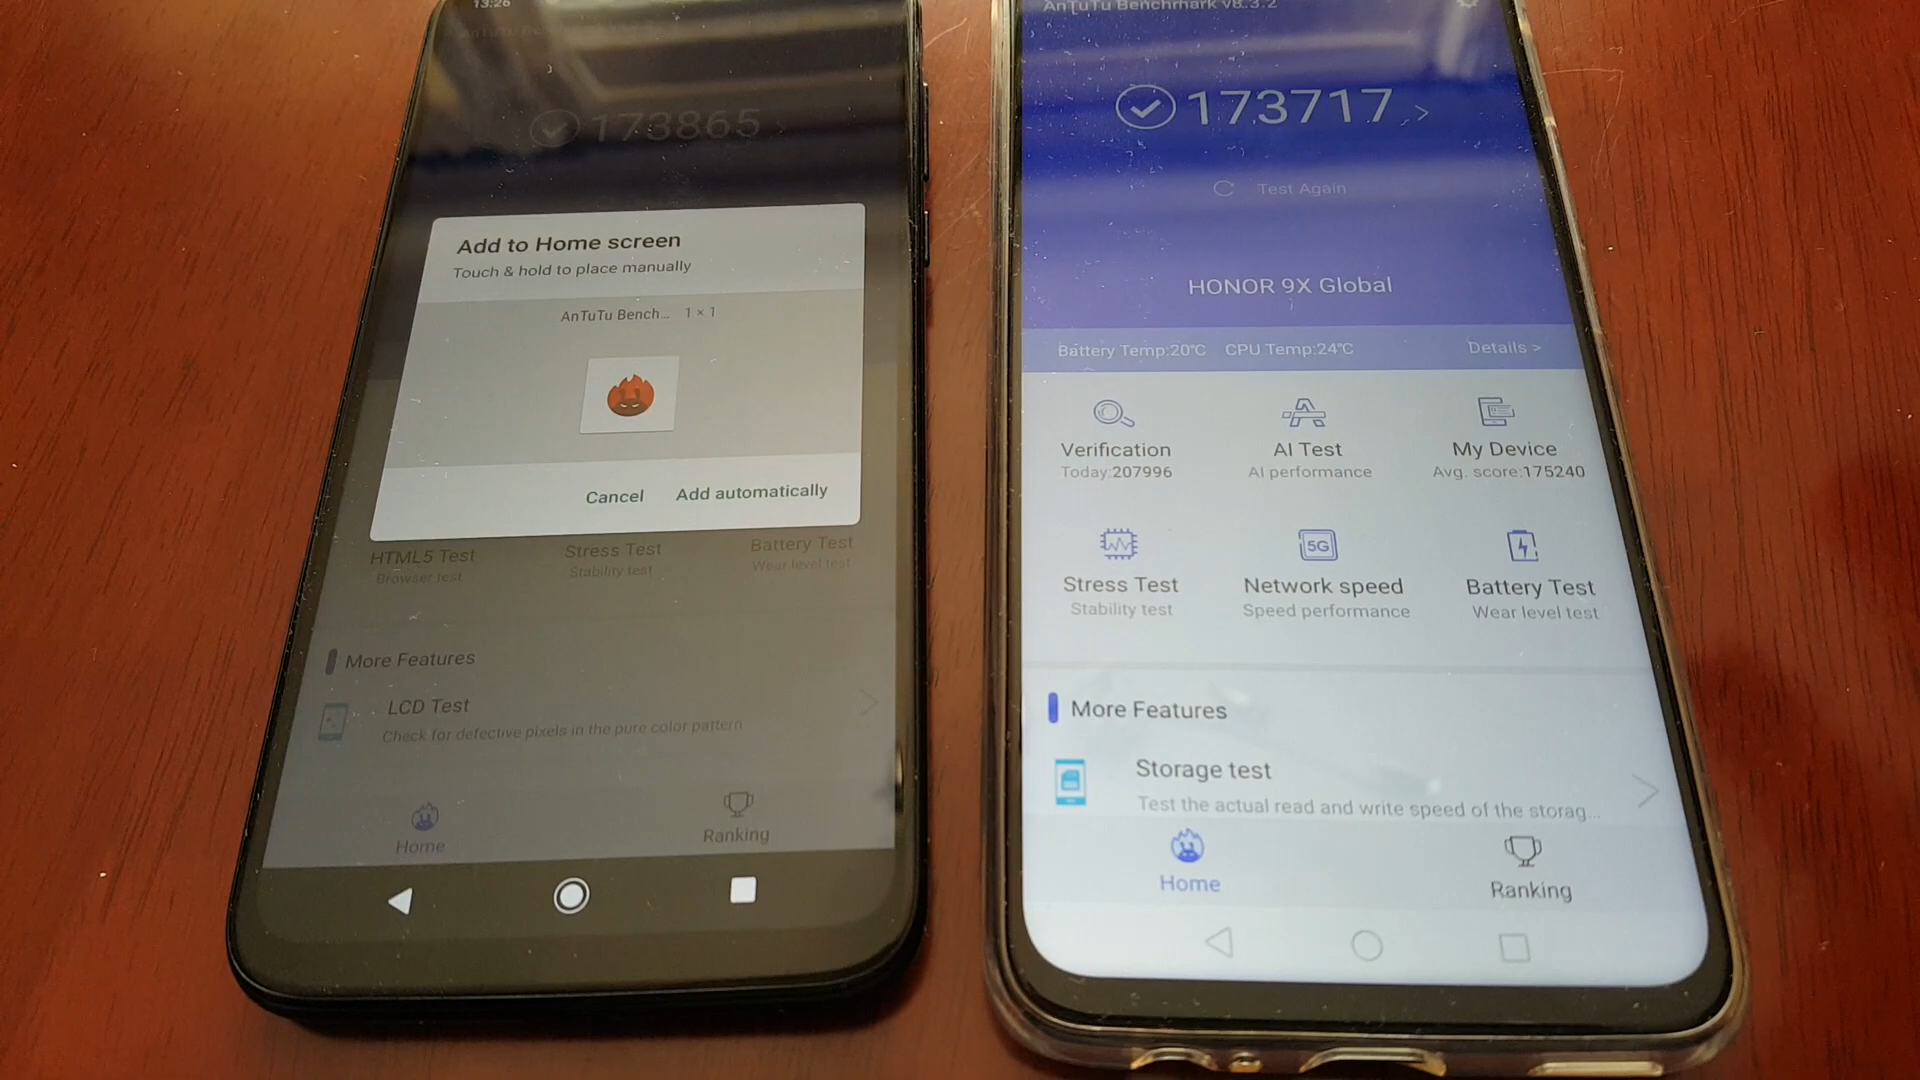 13:26
173865
Add to Home screen
Touch & hold to place manually
AnTuTu Bench... 1 × 1
Cancel Add automatically
HTML5 Test
Browser test
Stress Test
Stability test
Battery Test
Wear level test
More Features
LCD Test
Check for defective pixels in the pure color pattern
Home
Ranking
AnTuTu Benchmark v8.3.2
173717
Test Again
HONOR 9X Global
Battery Temp:20℃ CPU Temp:24℃ Details >
Verification
Today:207996
AI Test
AI performance
My Device
Avg. score:175240
Stress Test
Stability test
5G
Network speed
Speed performance
Battery Test
Wear level test
More Features
Storage test
Test the actual read and write speed of the storag...
Home
Ranking